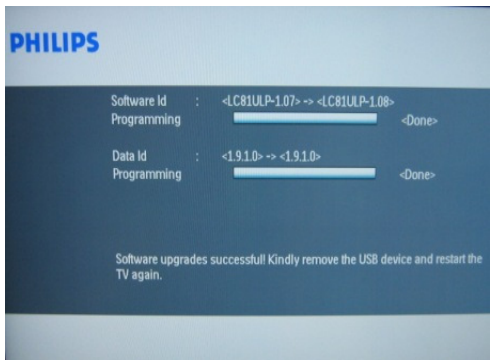 PHILIPS
Software Id : <LC81ULP-1.07> -> <LC81ULP-1.08>
Programming <Done>
Data Id : <1.9.1.0> -> <1.9.1.0>
Programming <Done>
Software upgrades successful! Kindly remove the USB device and restart the
TV again.